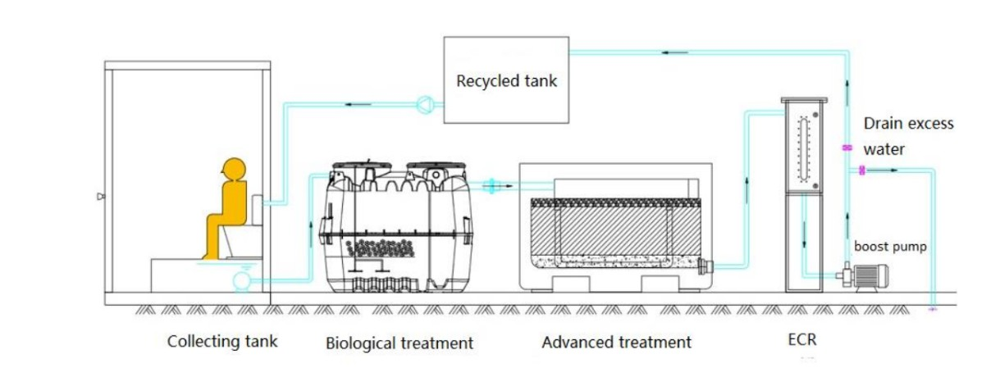 Recycled tank
Drain excess
water
boost pump
Collecting tank
Biological treatment
Advanced treatment
ECR